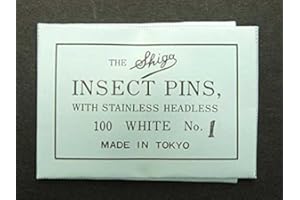 THE Shiga
INSECT PINS,
WITH STAINLESS HEADLESS
100 WHITE No. 1
MADE IN TOKYO